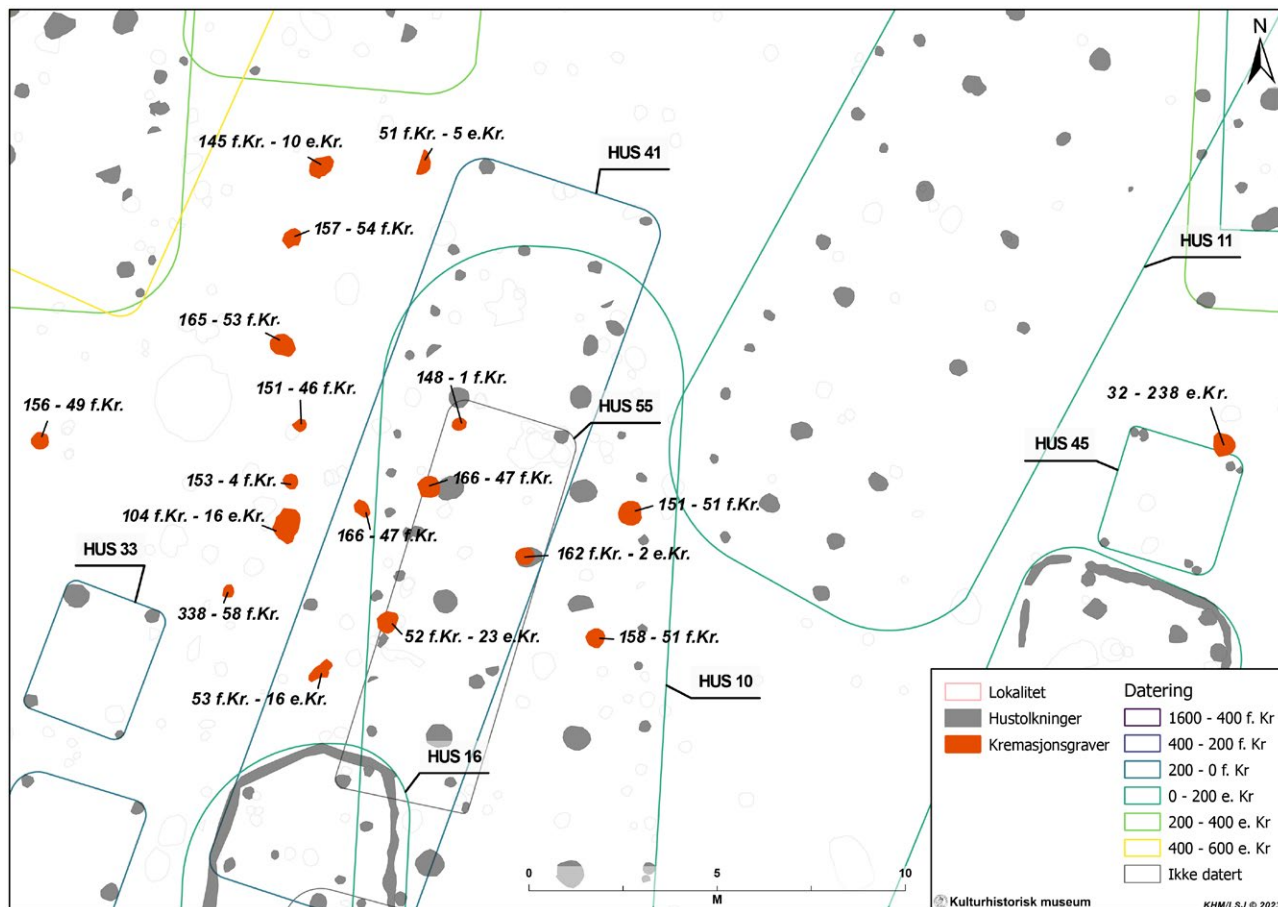 N
145 f.Kr. - 10 e.Kr.
51 f.Kr. - 5 e.Kr.
HUS 41
157 - 54 f.Kr.
HUS 11
165 - 53 f.Kr.
148 - 1 f.Kr.
151 - 46 f.Kr.
HUS 55
32 - 238 e.Kr.
156 - 49 f.Kr.
HUS 45
153 - 4 f.Kr.
166 - 47 f.Kr.
151 - 51 f.Kr.
104 f.Kr. - 16 e.Kr.
166 - 47 f.Kr.
162 f.Kr. - 2 e.Kr.
HUS 33
338 - 58 f.Kr.
52 f.Kr. - 23 e.Kr.
158 - 51 f.Kr.
53 f.Kr. - 16 e.Kr.
HUS 10
HUS 16
Lokalitet
Hustolkninger
Kremasjonsgraver
Datering
1600 - 400 f. Kr
400 - 200 f. Kr
200 - 0 f. Kr
0 - 200 e. Kr
200 - 400 e. Kr
400 - 600 e. Kr
Ikke datert
0 5 10
M
Kulturhistorisk museum